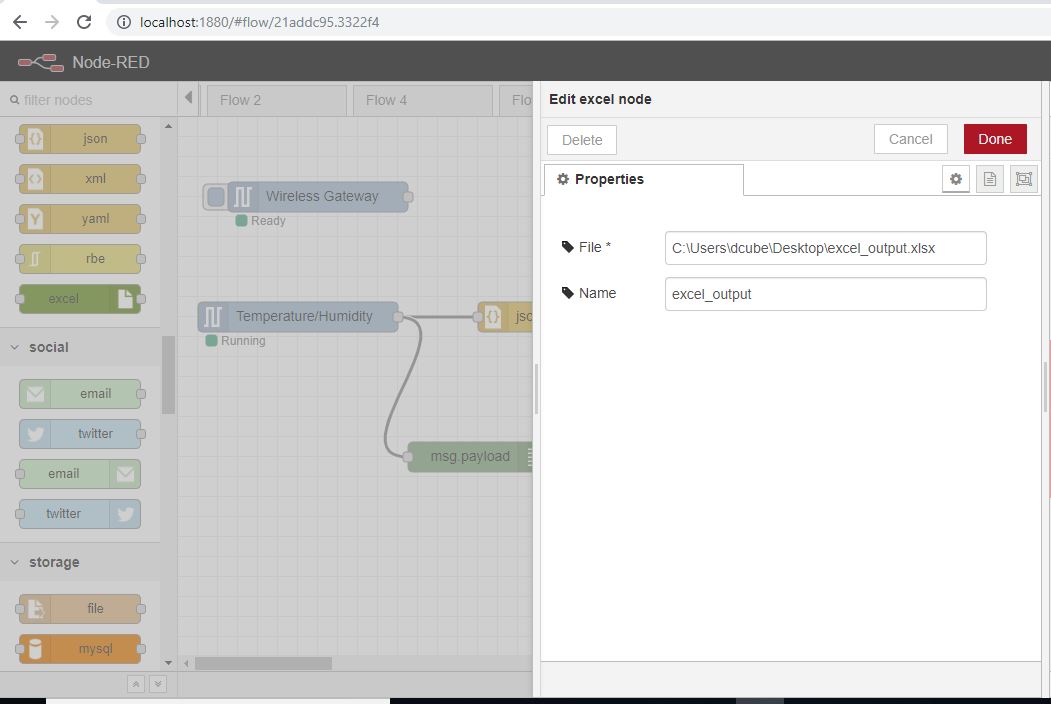 localhost:1880/#flow/21addc95.3322f4
Node-RED
filter nodes
Flow 2
Flow 4
Flo
Edit excel node
Delete
Cancel
Done
Properties
File *
C:\Users\dcube\Desktop\excel_output.xlsx
Name
excel_output
json
xml
yaml
rbe
excel
social
email
twitter
email
twitter
storage
file
mysql
Wireless Gateway
Ready
Temperature/Humidity
Running
jso
msg.payload